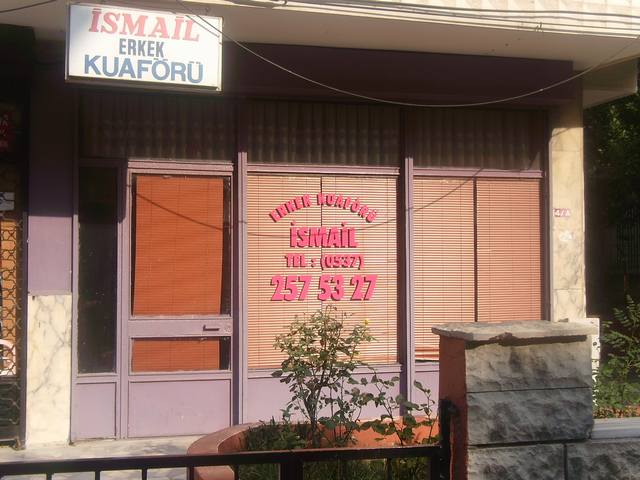 İSMAİL
ERKEK
KUAFÖRÜ
ERKEK KUAFÖRÜ
İSMAİL
TEL : (0537)
257 53 27